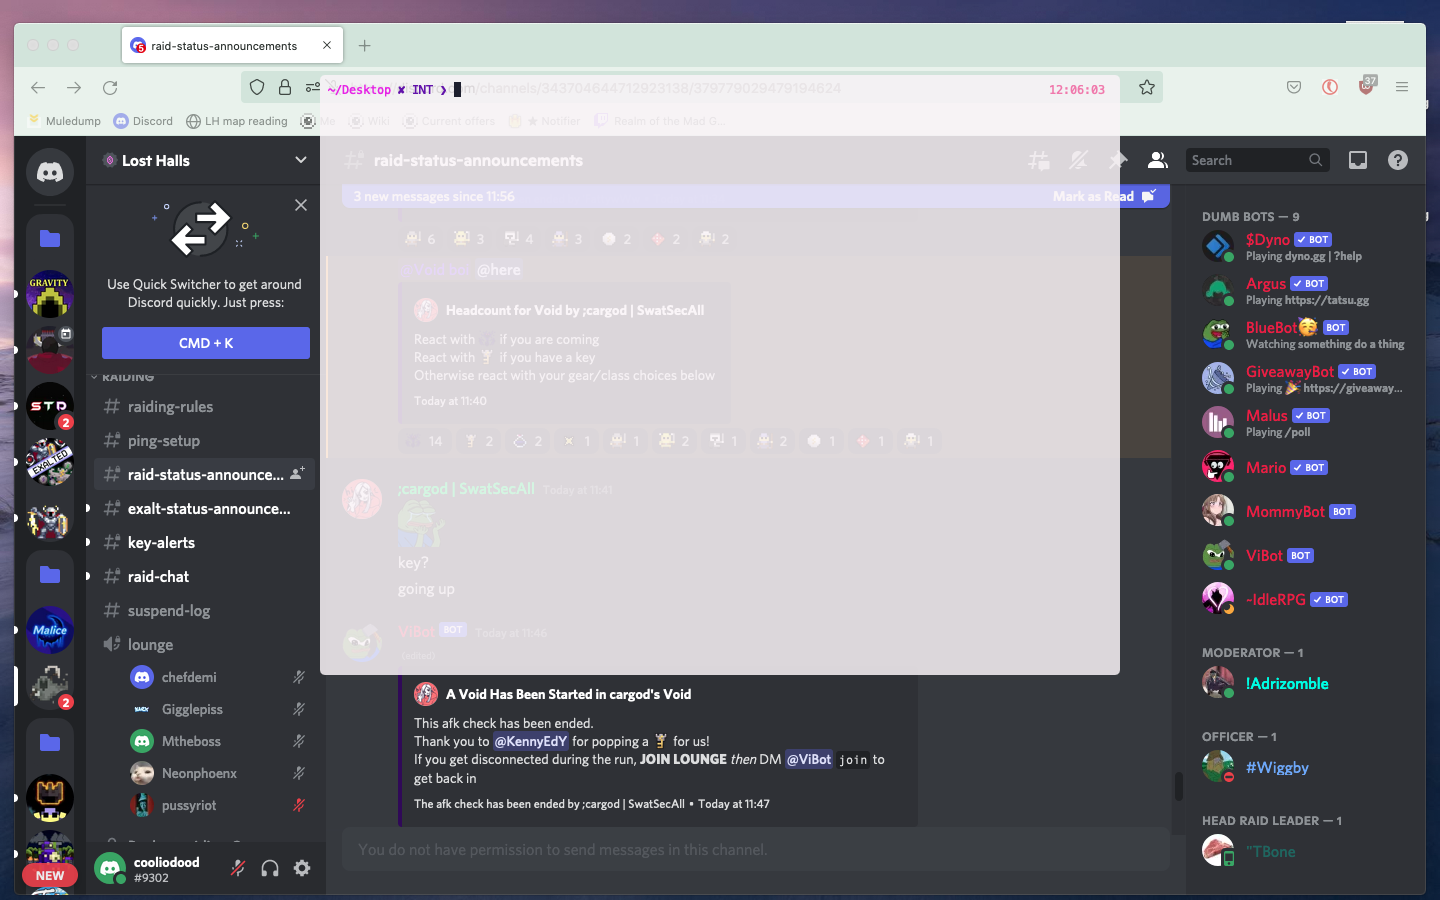 raid-status-announcements
~/Desktop ✘ INT ❯ om/channels/343704644712923138/379779029479194624
12:06:03
37
Muledump
Discord
LH map reading
Me
Wiki
Current offers
★ Notifier
Realm of the Mad G...
Lost Halls
raid-status-announcements
Search
3 new messages since 11:56
Mark as Read
Use Quick Switcher to get around
Discord quickly. Just press:
CMD + K
RAIDING
raiding-rules
ping-setup
raid-status-announce...
exalt-status-announce...
key-alerts
raid-chat
suspend-log
lounge
chefdemi
Gigglepiss
Mtheboss
Neonphoenx
pussyriot
cooliodood
#9302
GRAVITY
STD
2
EXALTED
Malice
2
NEW
6 3 4 3 2 2 2
@here
Headcount for Void by ;cargod | SwatSecAll
React with if you are coming
React with if you have a key
Otherwise react with your gear/class choices below
Today at 11:40
14 2 2 1 1 2 1 2 1 1 1
;cargod | SwatSecAll Today at 11:41
key?
going up
ViBot BOT Today at 11:46
(edited)
A Void Has Been Started in cargod's Void
This afk check has been ended.
Thank you to @KennyEdY for popping a for us!
If you get disconnected during the run, JOIN LOUNGE then DM @ViBot join to
get back in
The afk check has been ended by ;cargod | SwatSecAll • Today at 11:47
You do not have permission to send messages in this channel.
DUMB BOTS — 9
$Dyno ✓ BOT
Playing dyno.gg | ?help
Argus ✓ BOT
Playing https://tatsu.gg
BlueBot🥳 BOT
Watching something do a thing
GiveawayBot ✓ BOT
Playing 🎉 https://giveaway...
Malus ✓ BOT
Playing /poll
Mario ✓ BOT
MommyBot BOT
ViBot BOT
~IdleRPG ✓ BOT
MODERATOR — 1
!Adrizomble
OFFICER — 1
#Wiggby
HEAD RAID LEADER — 1
"TBone